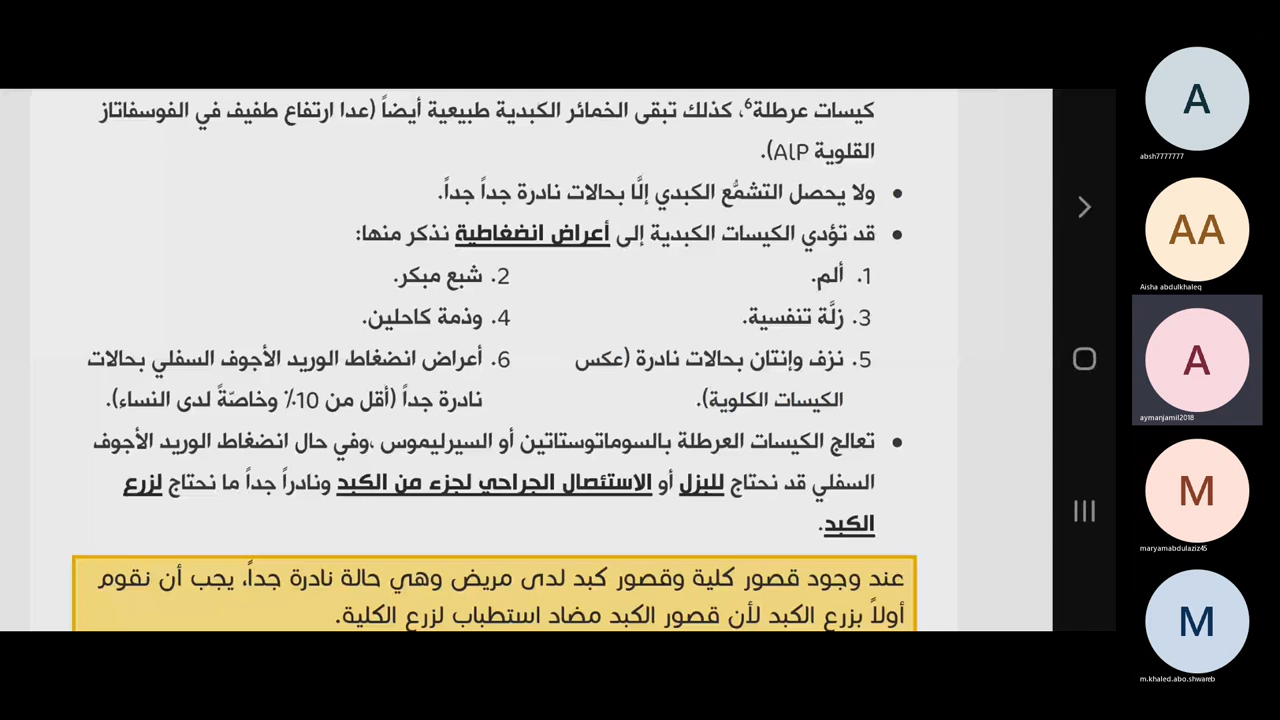 كيسات عرطلة⁶، كذلك تبقى الخمائر الكبدية طبيعية أيضاً (عدا ارتفاع طفيف في الفوسفاتاز
القلوية AlP).
• ولا يحصل التشمُّع الكبدي إلَّا بحالات نادرة جداً جداً.
• قد تؤدي الكيسات الكبدية إلى أعراض انضغاطية نذكر منها:
1. ألم.
2. شبع مبكر.
3. زلَّة تنفسية.
4. وذمة كاحلين.
5. نزف وإنتان بحالات نادرة (عكس
الكيسات الكلوية).
6. أعراض انضغاط الوريد الأجوف السفلي بحالات
نادرة جداً (أقل من 10٪ وخاصّةً لدى النساء).
• تعالج الكيسات العرطلة بالسوماتوستاتين أو السيرليموس ،وفي حال انضغاط الوريد الأجوف
السفلي قد نحتاج للبزل أو الاستئصال الجراحي لجزء من الكبد ونادراً جداً ما نحتاج لزرع
الكبد.
عند وجود قصور كلية وقصور كبد لدى مريض وهي حالة نادرة جداً، يجب أن نقوم
أولاً بزرع الكبد لأن قصور الكبد مضاد استطباب لزرع الكلية.
A
absh7777777
AA
Aisha abdulkhaleq
A
aymanjamil2018
M
maryamabdulaziz45
M
m.khaled.abo.shwareb